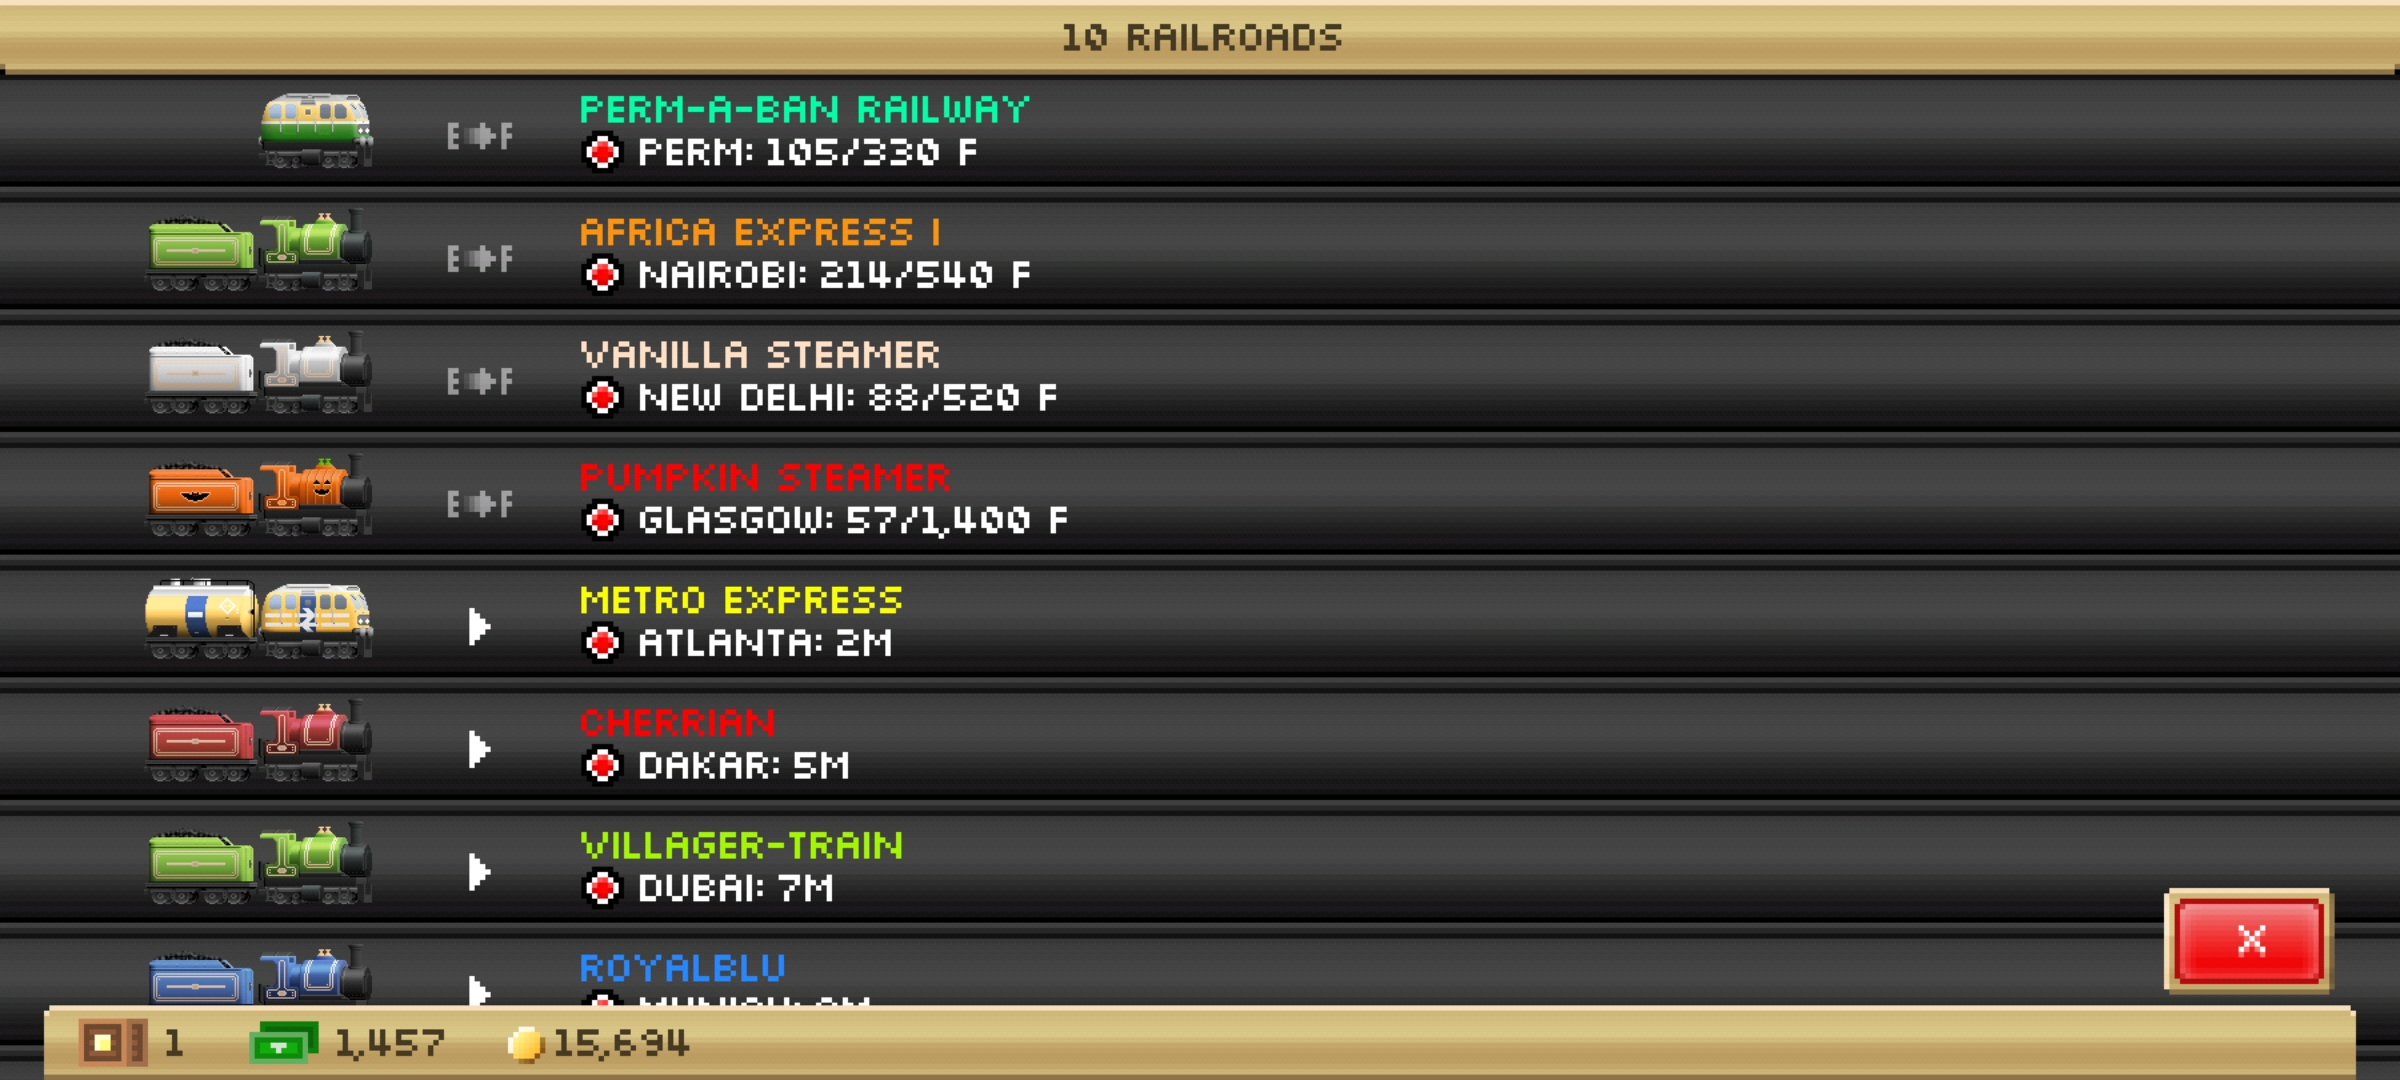 10 RAILROADS
E F
PERM-A-BAN RAILWAY
PERM: 105/330 F
E F
AFRICA EXPRESS I
NAIROBI: 214/540 F
E F
VANILLA STEAMER
NEW DELHI: 88/520 F
E F
PUMPKIN STEAMER
GLASGOW: 57/1,400 F
METRO EXPRESS
ATLANTA: 2M
CHERRIAN
DAKAR: 5M
VILLAGER-TRAIN
DUBAI: 7M
ROYALBLU
X
1 1,457 15,694